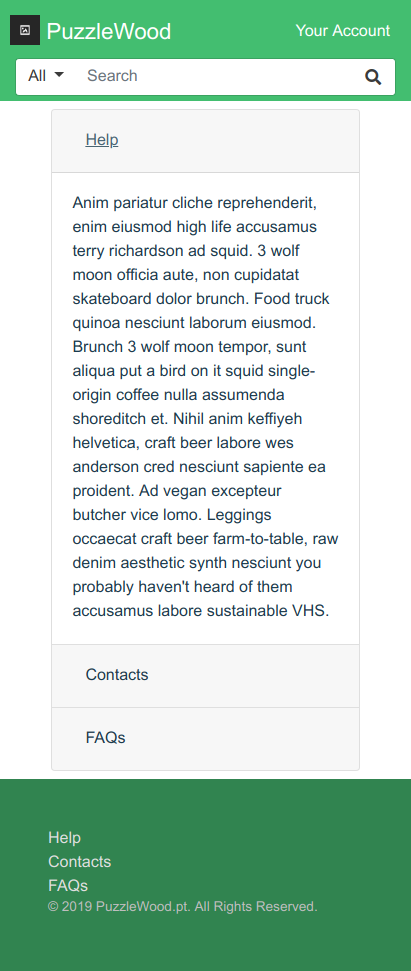 PuzzleWood
Your Account
All
Search
Help
Anim pariatur cliche reprehenderit,
enim eiusmod high life accusamus
terry richardson ad squid. 3 wolf
moon officia aute, non cupidatat
skateboard dolor brunch. Food truck
quinoa nesciunt laborum eiusmod.
Brunch 3 wolf moon tempor, sunt
aliqua put a bird on it squid single-
origin coffee nulla assumenda
shoreditch et. Nihil anim keffiyeh
helvetica, craft beer labore wes
anderson cred nesciunt sapiente ea
proident. Ad vegan excepteur
butcher vice lomo. Leggings
occaecat craft beer farm-to-table, raw
denim aesthetic synth nesciunt you
probably haven't heard of them
accusamus labore sustainable VHS.
Contacts
FAQs
Help
Contacts
FAQs
© 2019 PuzzleWood.pt. All Rights Reserved.